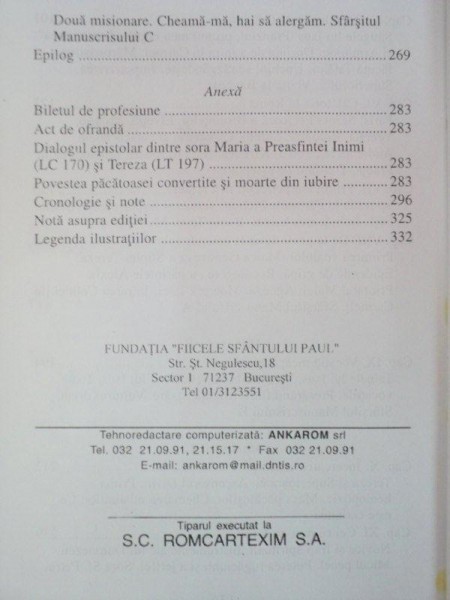 Două misionare. Cheamă-mă, hai să alergăm. Sfârşitul
Manuscrisului C
Epilog ........ 269
Anexă
Biletul de profesiune ........ 283
Act de ofrandă ........ 283
Dialogul epistolar dintre sora Maria a Preasfintei Inimi
(LC 170) şi Tereza (LT 197) ........ 283
Povestea păcătoasei convertite şi moarte din iubire ........ 283
Cronologie şi note ........ 296
Notă asupra ediţiei ........ 325
Legenda ilustraţiilor ........ 332
FUNDAŢIA "FIICELE SFÂNTULUI PAUL"
Str. Şt. Negulescu,18
Sector 1 71237 Bucureşti
Tel 01/3123551
Tehnoredactare computerizată: ANKAROM srl
Tel. 032 21.09.91, 21.15.17 * Fax 032 21.09.91
E-mail: ankarom@mail.dntis.ro
Tiparul executat la
S.C. ROMCARTEXIM S.A.